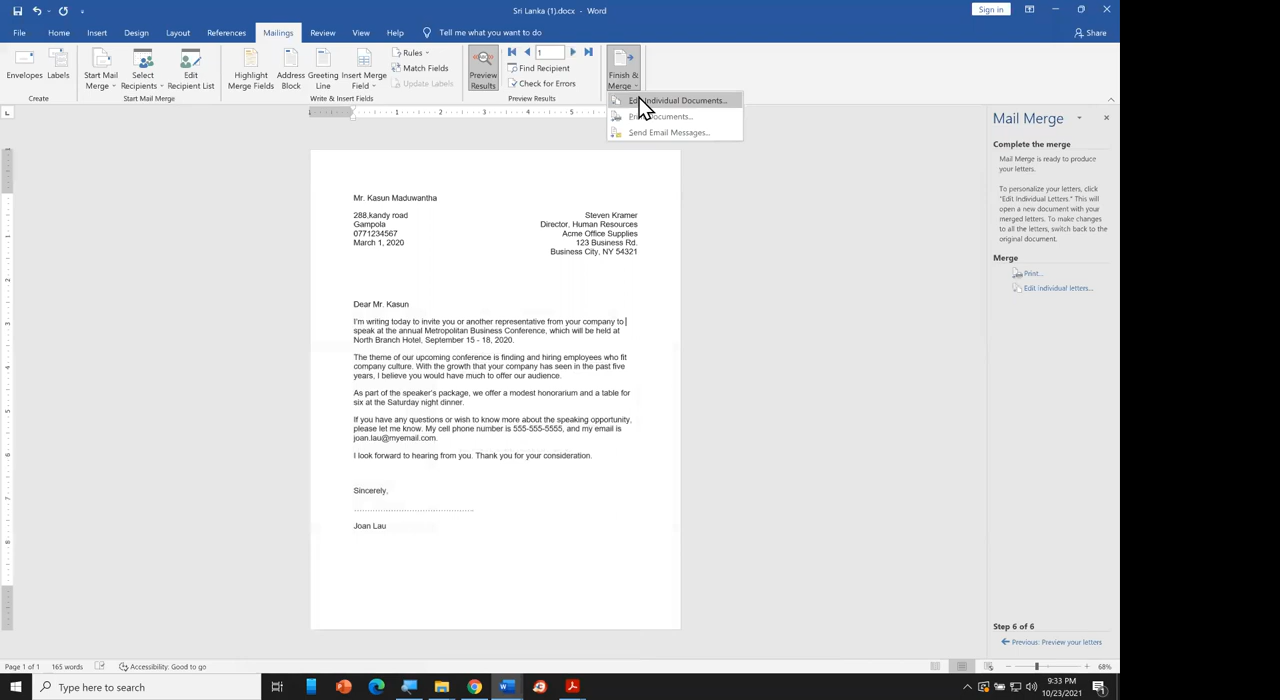 Sri Lanka (1).docx - Word
Sign in
File Home Insert Design Layout References Mailings Review View Help Tell me what you want to do Share
Envelopes Labels
Start Mail Merge
Select Recipients
Edit Recipient List
Highlight Merge Fields
Address Block
Greeting Line
Insert Merge Field
Rules
Match Fields
Update Labels
Preview Results
1
Find Recipient
Check for Errors
Finish & Merge
Create
Start Mail Merge
Write & Insert Fields
Preview Results
Individual Documents...
Documents...
Send Email Messages...
Mail Merge
Complete the merge
Mail Merge is ready to produce
your letters.
To personalize your letters, click
"Edit Individual Letters." This will
open a new document with your
merged letters. To make changes
to all the letters, switch back to the
original document.
Merge
Print...
Edit individual letters...
Step 6 of 6
Previous: Preview your letters
Mr. Kasun Maduwantha
288,kandy road
Gampola
0771234567
March 1, 2020
Steven Kramer
Director, Human Resources
Acme Office Supplies
123 Business Rd.
Business City, NY 54321
Dear Mr. Kasun
I'm writing today to invite you or another representative from your company to
speak at the annual Metropolitan Business Conference, which will be held at
North Branch Hotel, September 15 - 18, 2020.
The theme of our upcoming conference is finding and hiring employees who fit
company culture. With the growth that your company has seen in the past five
years, I believe you would have much to offer our audience.
As part of the speaker's package, we offer a modest honorarium and a table for
six at the Saturday night dinner.
If you have any questions or wish to know more about the speaking opportunity,
please let me know. My cell phone number is 555-555-5555, and my email is
joan.lau@myemail.com.
I look forward to hearing from you. Thank you for your consideration.
Sincerely,
Joan Lau
Page 1 of 1 165 words Accessibility: Good to go 68%
Type here to search
9:33 PM
10/23/2021